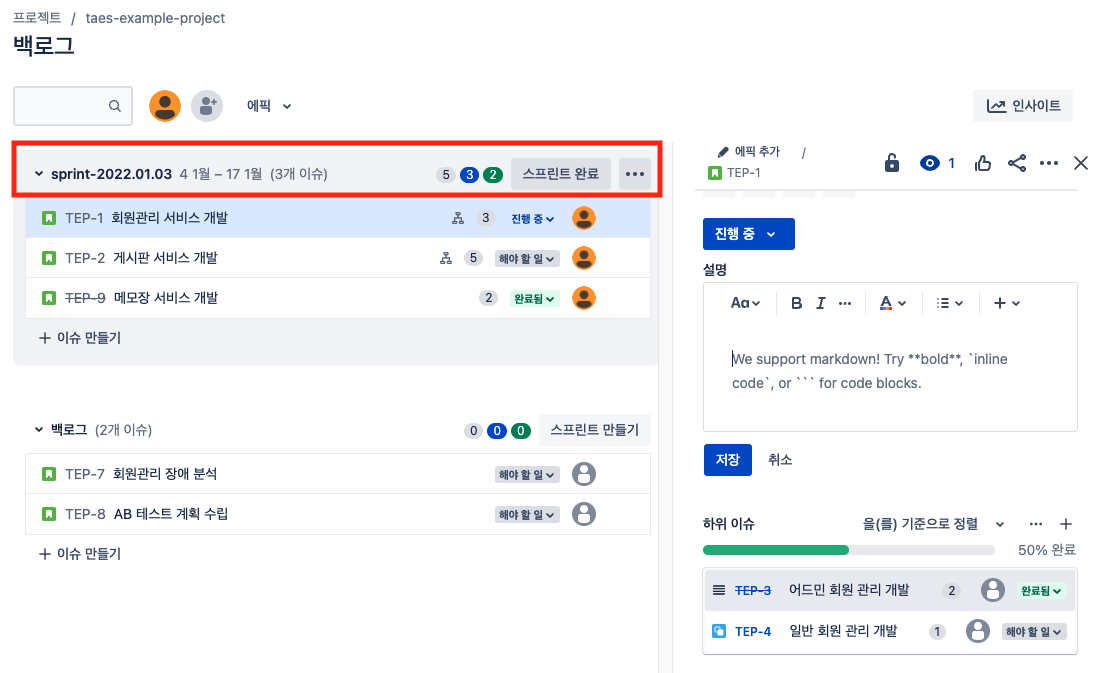 프로젝트 / taes-example-project
백로그
에픽
인사이트
sprint-2022.01.03 4 1월 – 17 1월 (3개 이슈) 5 3 2 스프린트 완료 •••
TEP-1 회원관리 서비스 개발 3 진행 중
TEP-2 게시판 서비스 개발 5 해야 할 일
TEP-9 메모장 서비스 개발 2 완료됨
+ 이슈 만들기
백로그 (2개 이슈) 0 0 0 스프린트 만들기
TEP-7 회원관리 장애 분석 해야 할 일
TEP-8 AB 테스트 계획 수립 해야 할 일
+ 이슈 만들기
에픽 추가 /
TEP-1
1
진행 중
설명
Aa B I ••• A +
We support markdown! Try **bold**, `inline
code`, or ``` for code blocks.
저장 취소
하위 이슈 을(를) 기준으로 정렬 ••• +
50% 완료
TEP-3 어드민 회원 관리 개발 2 완료됨
TEP-4 일반 회원 관리 개발 1 해야 할 일